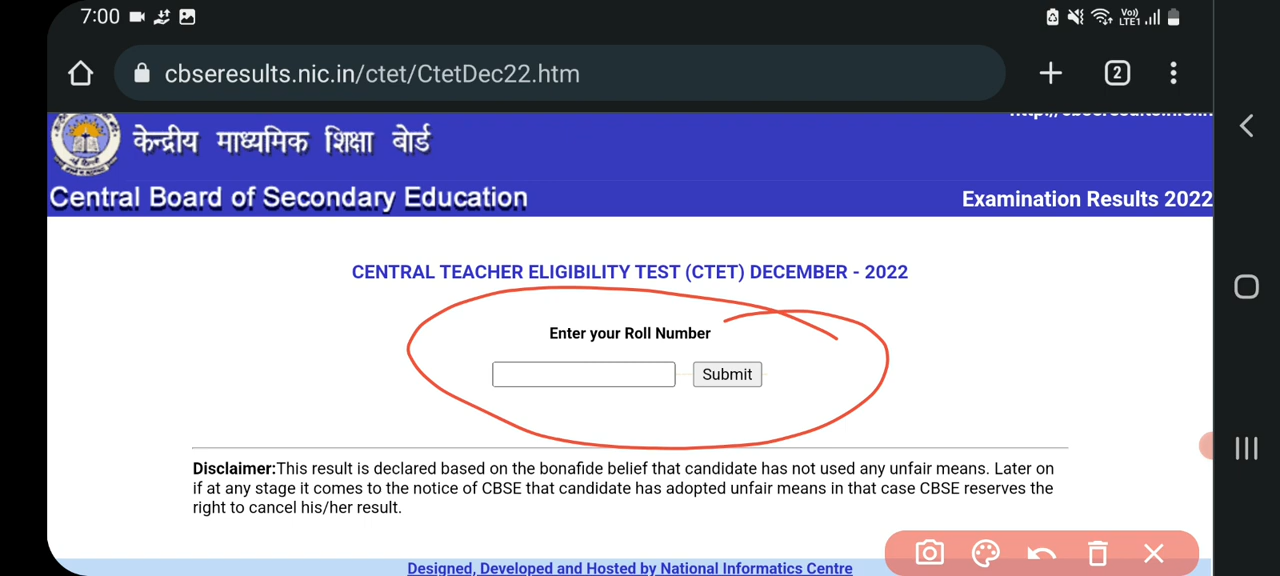 7:00
Vo))
LTE1
cbseresults.nic.in/ctet/CtetDec22.htm
2
केन्द्रीय माध्यमिक शिक्षा बोर्ड
Central Board of Secondary Education
Examination Results 2022
CENTRAL TEACHER ELIGIBILITY TEST (CTET) DECEMBER - 2022
Enter your Roll Number
Submit
Disclaimer:This result is declared based on the bonafide belief that candidate has not used any unfair means. Later on
if at any stage it comes to the notice of CBSE that candidate has adopted unfair means in that case CBSE reserves the
right to cancel his/her result.
Designed, Developed and Hosted by National Informatics Centre